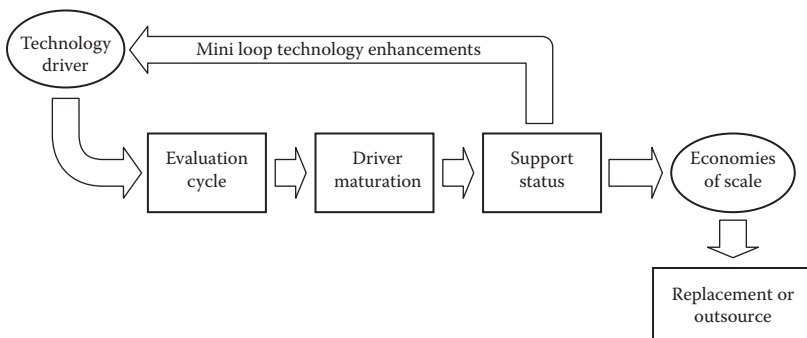 Technology
driver
Mini loop technology enhancements
Evaluation
cycle
Driver
maturation
Support
status
Economies
of scale
Replacement or
outsource